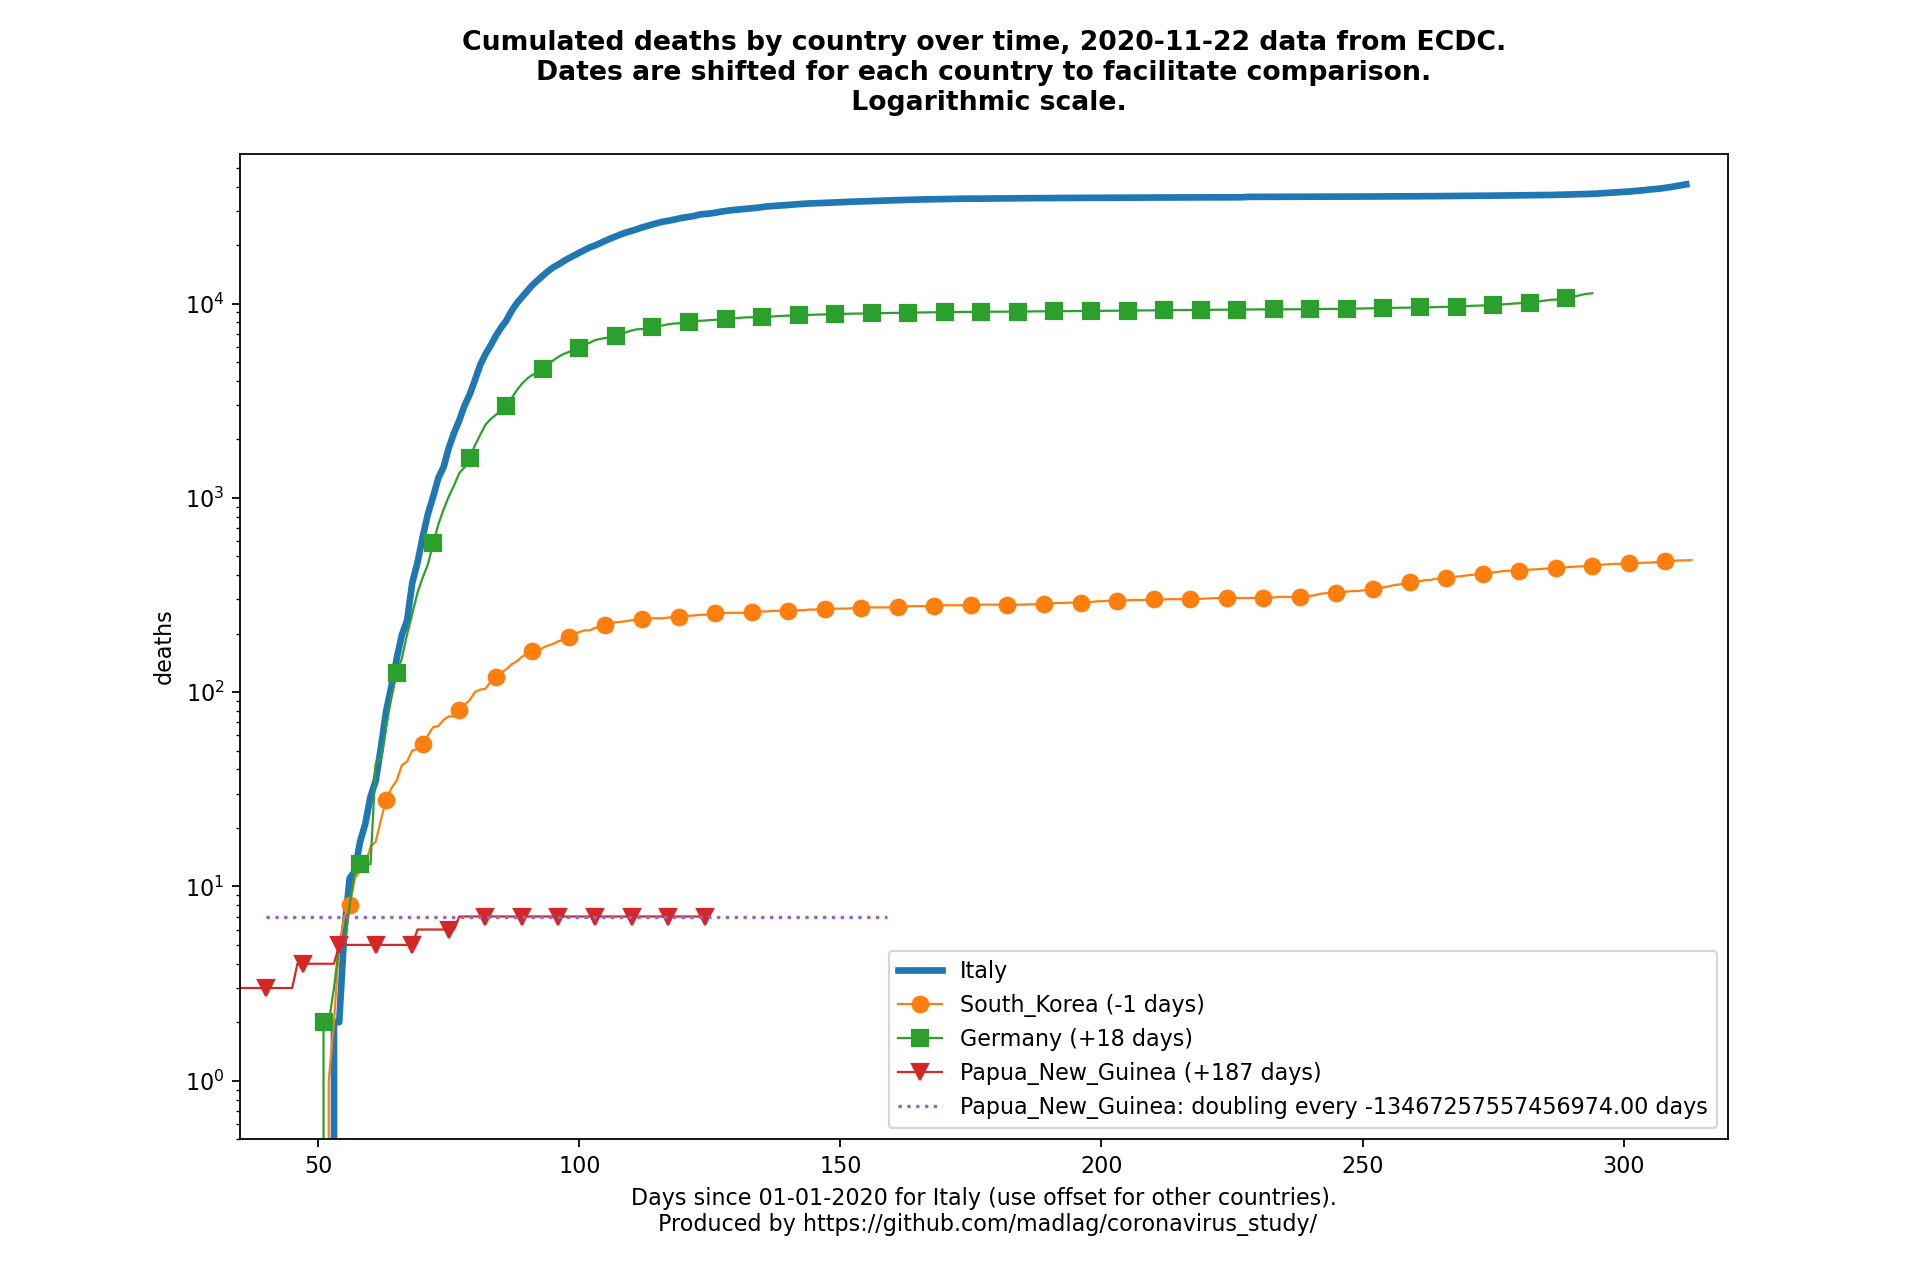 Cumulated deaths by country over time, 2020-11-22 data from ECDC.
Dates are shifted for each country to facilitate comparison.
Logarithmic scale.
deaths
10^4
10^3
10^2
10^1
10^0
Italy
South_Korea (-1 days)
Germany (+18 days)
Papua_New_Guinea (+187 days)
Papua_New_Guinea: doubling every -13467257557456974.00 days
50 100 150 200 250 300
Days since 01-01-2020 for Italy (use offset for other countries).
Produced by https://github.com/madlag/coronavirus_study/